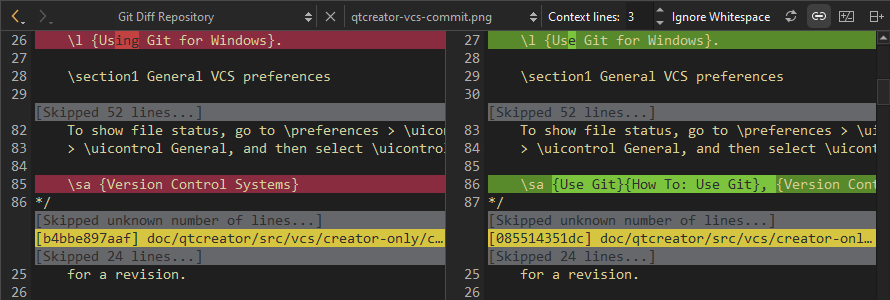 Git Diff Repository qtcreator-vcs-commit.png Context lines: 3 Ignore Whitespace
26 \l {Using Git for Windows}.
27
28 \section1 General VCS preferences
29
[Skipped 52 lines...]
82 To show file status, go to \preferences > \uicon
83 > \uicontrol General, and then select \uicontrol
84
85 \sa {Version Control Systems}
86 */
[Skipped unknown number of lines...]
[b4bbe897aaf] doc/qtcreator/src/vcs/creator-only/c…
[Skipped 24 lines...]
25 for a revision.
26
27 \l {Use Git for Windows}.
28
29 \section1 General VCS preferences
30
[Skipped 52 lines...]
83 To show file status, go to \preferences > \ui
84 > \uicontrol General, and then select \uicont
85
86 \sa {Use Git}{How To: Use Git}, {Version Cont
87 */
[Skipped unknown number of lines...]
[085514351dc] doc/qtcreator/src/vcs/creator-onl…
[Skipped 24 lines...]
25 for a revision.
26